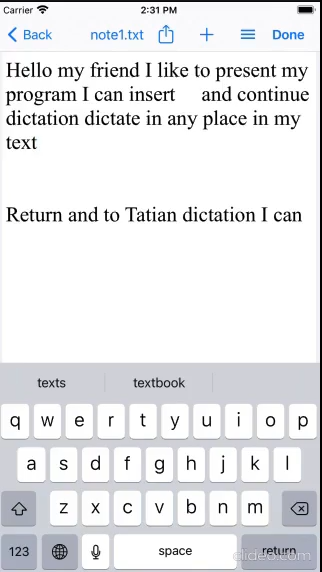 Carrier 2:31 PM
Back note1.txt Done
Hello my friend I like to present my
program I can insert and continue
dictation dictate in any place in my
text
Return and to Tatian dictation I can
texts textbook
q w e r t y u i o p
a s d f g h j k l
z x c v b n m
123 space return
clideo.com